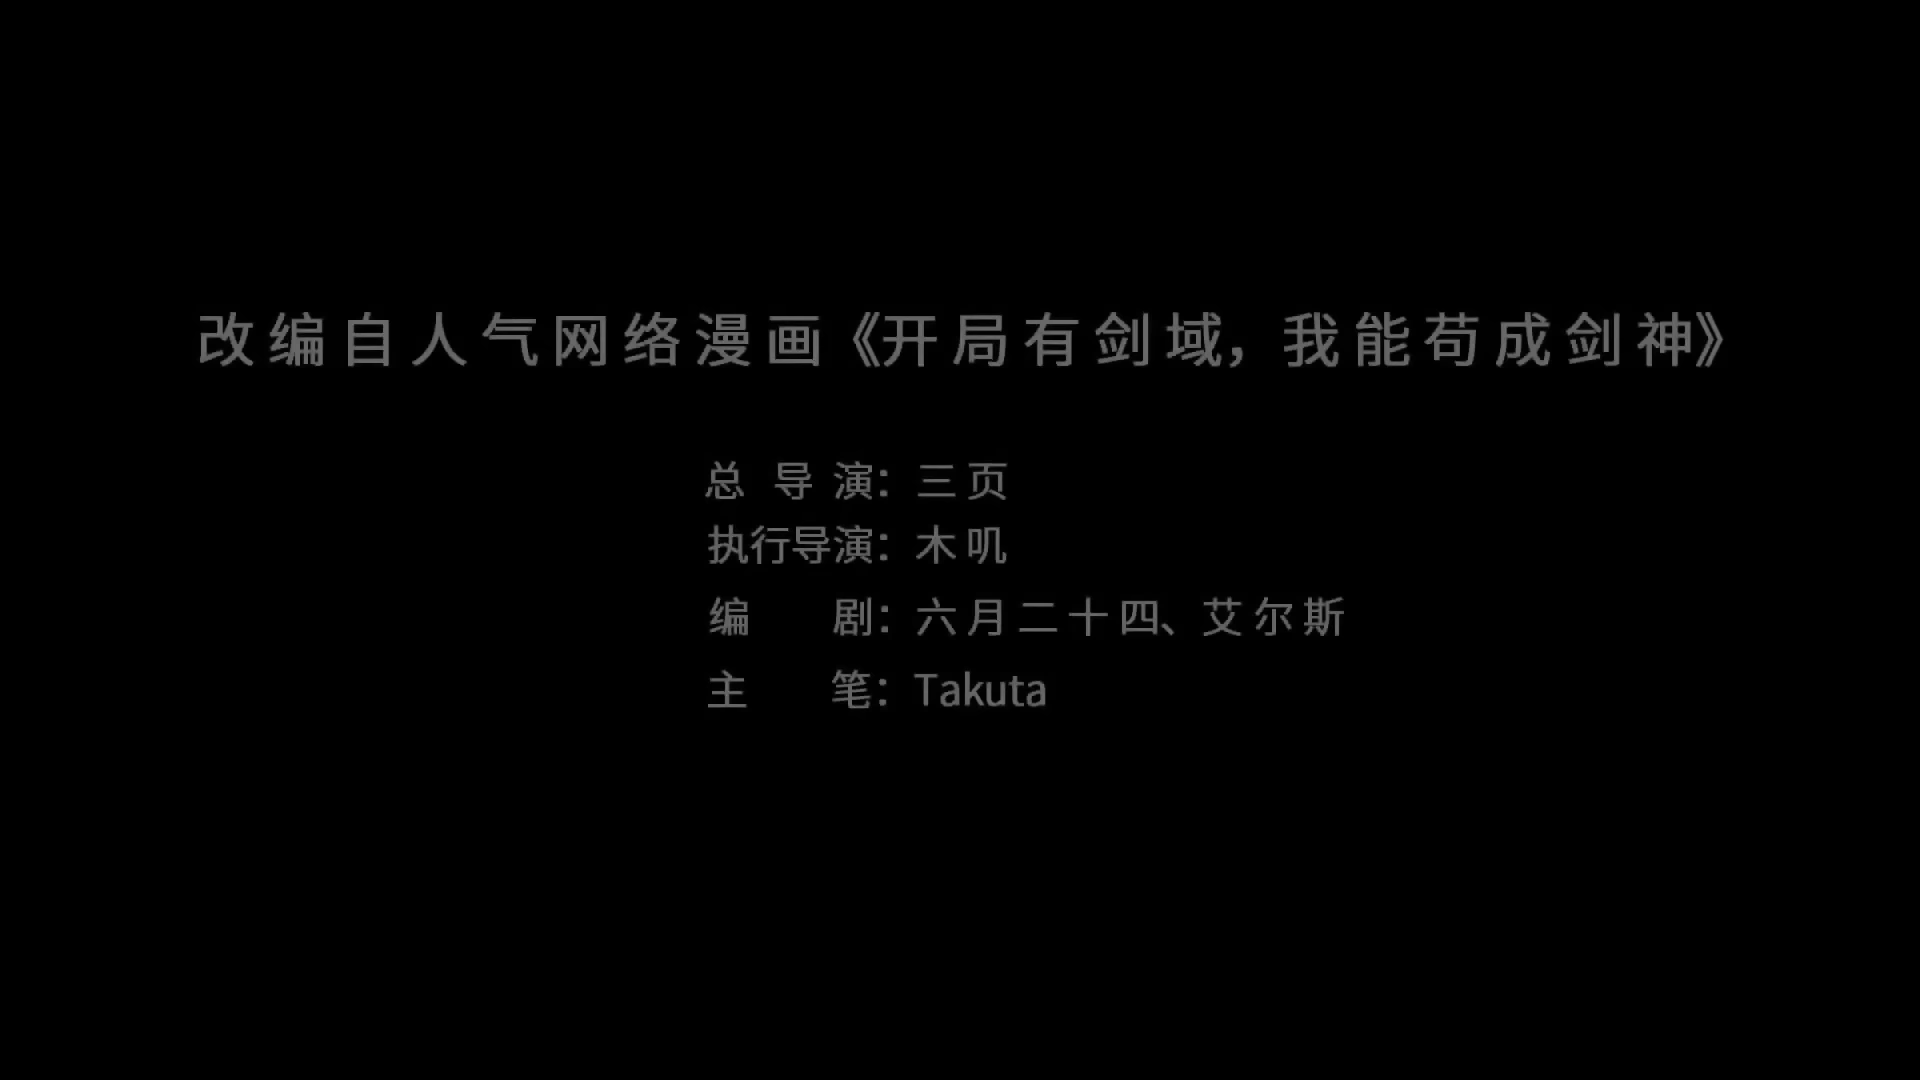 改编自人气网络漫画《开局有剑域，我能苟成剑神》
总导演：三页
执行导演：木叽
编剧：六月二十四、艾尔斯
主笔：Takuta